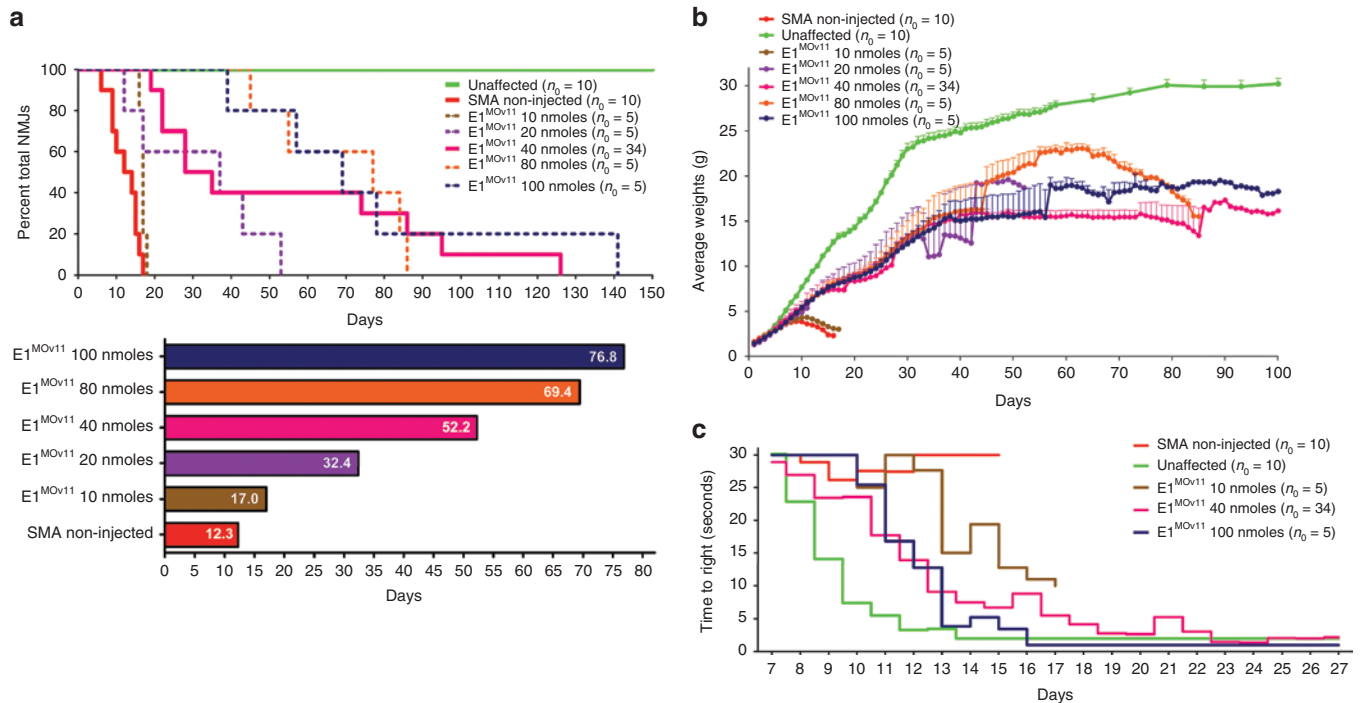 a
Percent total NMJs
100
80
60
40
20
0
0 10 20 30 40 50 60 70 80 90 100 110 120 130 140 150
Days
Unaffected (n₀ = 10)
SMA non-injected (n₀ = 10)
E1ᴹᴼᵛ¹¹ 10 nmoles (n₀ = 5)
E1ᴹᴼᵛ¹¹ 20 nmoles (n₀ = 5)
E1ᴹᴼᵛ¹¹ 40 nmoles (n₀ = 34)
E1ᴹᴼᵛ¹¹ 80 nmoles (n₀ = 5)
E1ᴹᴼᵛ¹¹ 100 nmoles (n₀ = 5)
E1ᴹᴼᵛ¹¹ 100 nmoles 76.8
E1ᴹᴼᵛ¹¹ 80 nmoles 69.4
E1ᴹᴼᵛ¹¹ 40 nmoles 52.2
E1ᴹᴼᵛ¹¹ 20 nmoles 32.4
E1ᴹᴼᵛ¹¹ 10 nmoles 17.0
SMA non-injected 12.3
0 5 10 15 20 25 30 35 40 45 50 55 60 65 70 75 80
Days
b
SMA non-injected (n₀ = 10)
Unaffected (n₀ = 10)
E1ᴹᴼᵛ¹¹ 10 nmoles (n₀ = 5)
E1ᴹᴼᵛ¹¹ 20 nmoles (n₀ = 5)
E1ᴹᴼᵛ¹¹ 40 nmoles (n₀ = 34)
E1ᴹᴼᵛ¹¹ 80 nmoles (n₀ = 5)
E1ᴹᴼᵛ¹¹ 100 nmoles (n₀ = 5)
Average weights (g)
30
25
20
15
10
5
0
0 10 20 30 40 50 60 70 80 90 100
Days
c
SMA non-injected (n₀ = 10)
Unaffected (n₀ = 10)
E1ᴹᴼᵛ¹¹ 10 nmoles (n₀ = 5)
E1ᴹᴼᵛ¹¹ 40 nmoles (n₀ = 34)
E1ᴹᴼᵛ¹¹ 100 nmoles (n₀ = 5)
Time to right (seconds)
30
25
20
15
10
5
0
7 8 9 10 11 12 13 14 15 16 17 18 19 20 21 22 23 24 25 26 27
Days